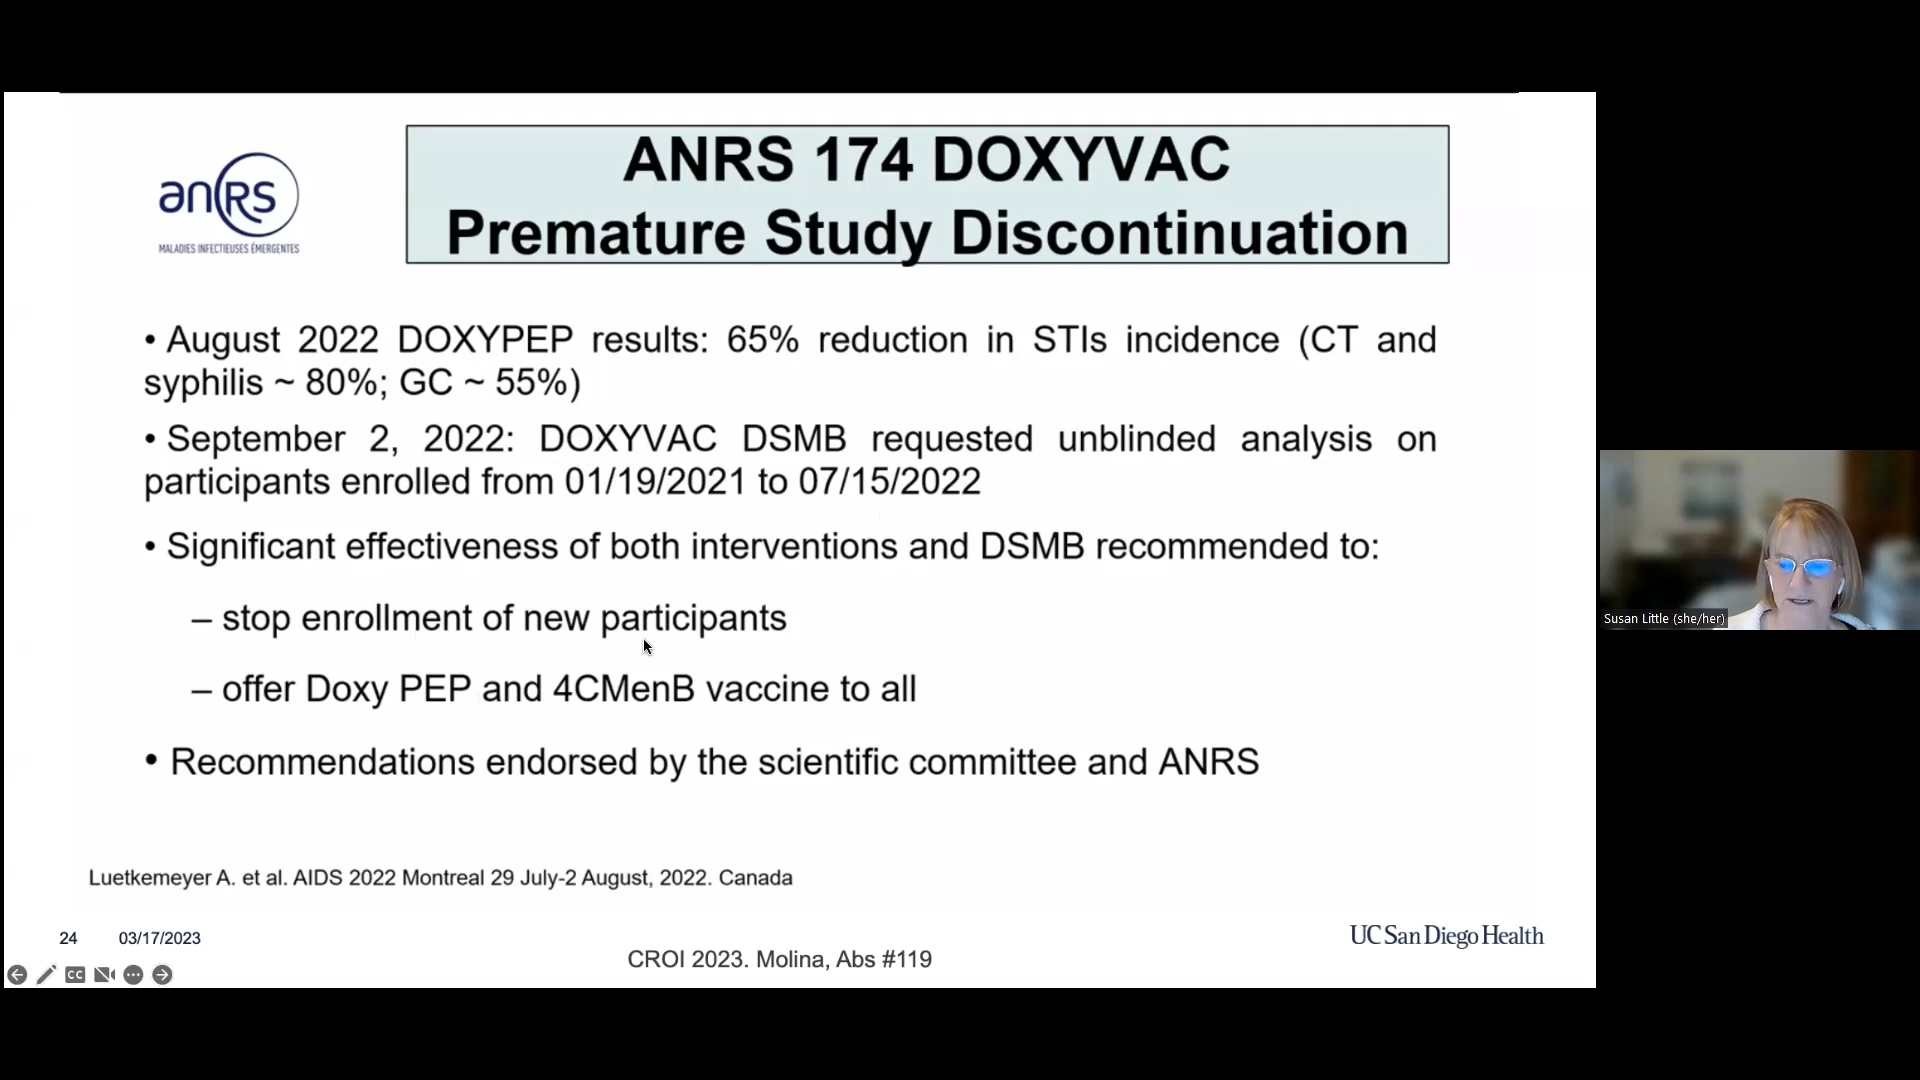 anRS
MALADIES INFECTIEUSES ÉMERGENTES
ANRS 174 DOXYVAC
Premature Study Discontinuation
• August 2022 DOXYPEP results: 65% reduction in STIs incidence (CT and
syphilis ~ 80%; GC ~ 55%)
• September 2, 2022: DOXYVAC DSMB requested unblinded analysis on
participants enrolled from 01/19/2021 to 07/15/2022
• Significant effectiveness of both interventions and DSMB recommended to:
– stop enrollment of new participants
– offer Doxy PEP and 4CMenB vaccine to all
• Recommendations endorsed by the scientific committee and ANRS
Luetkemeyer A. et al. AIDS 2022 Montreal 29 July-2 August, 2022. Canada
24 03/17/2023
CROI 2023. Molina, Abs #119
UC San Diego Health
CC
Susan Little (she/her)